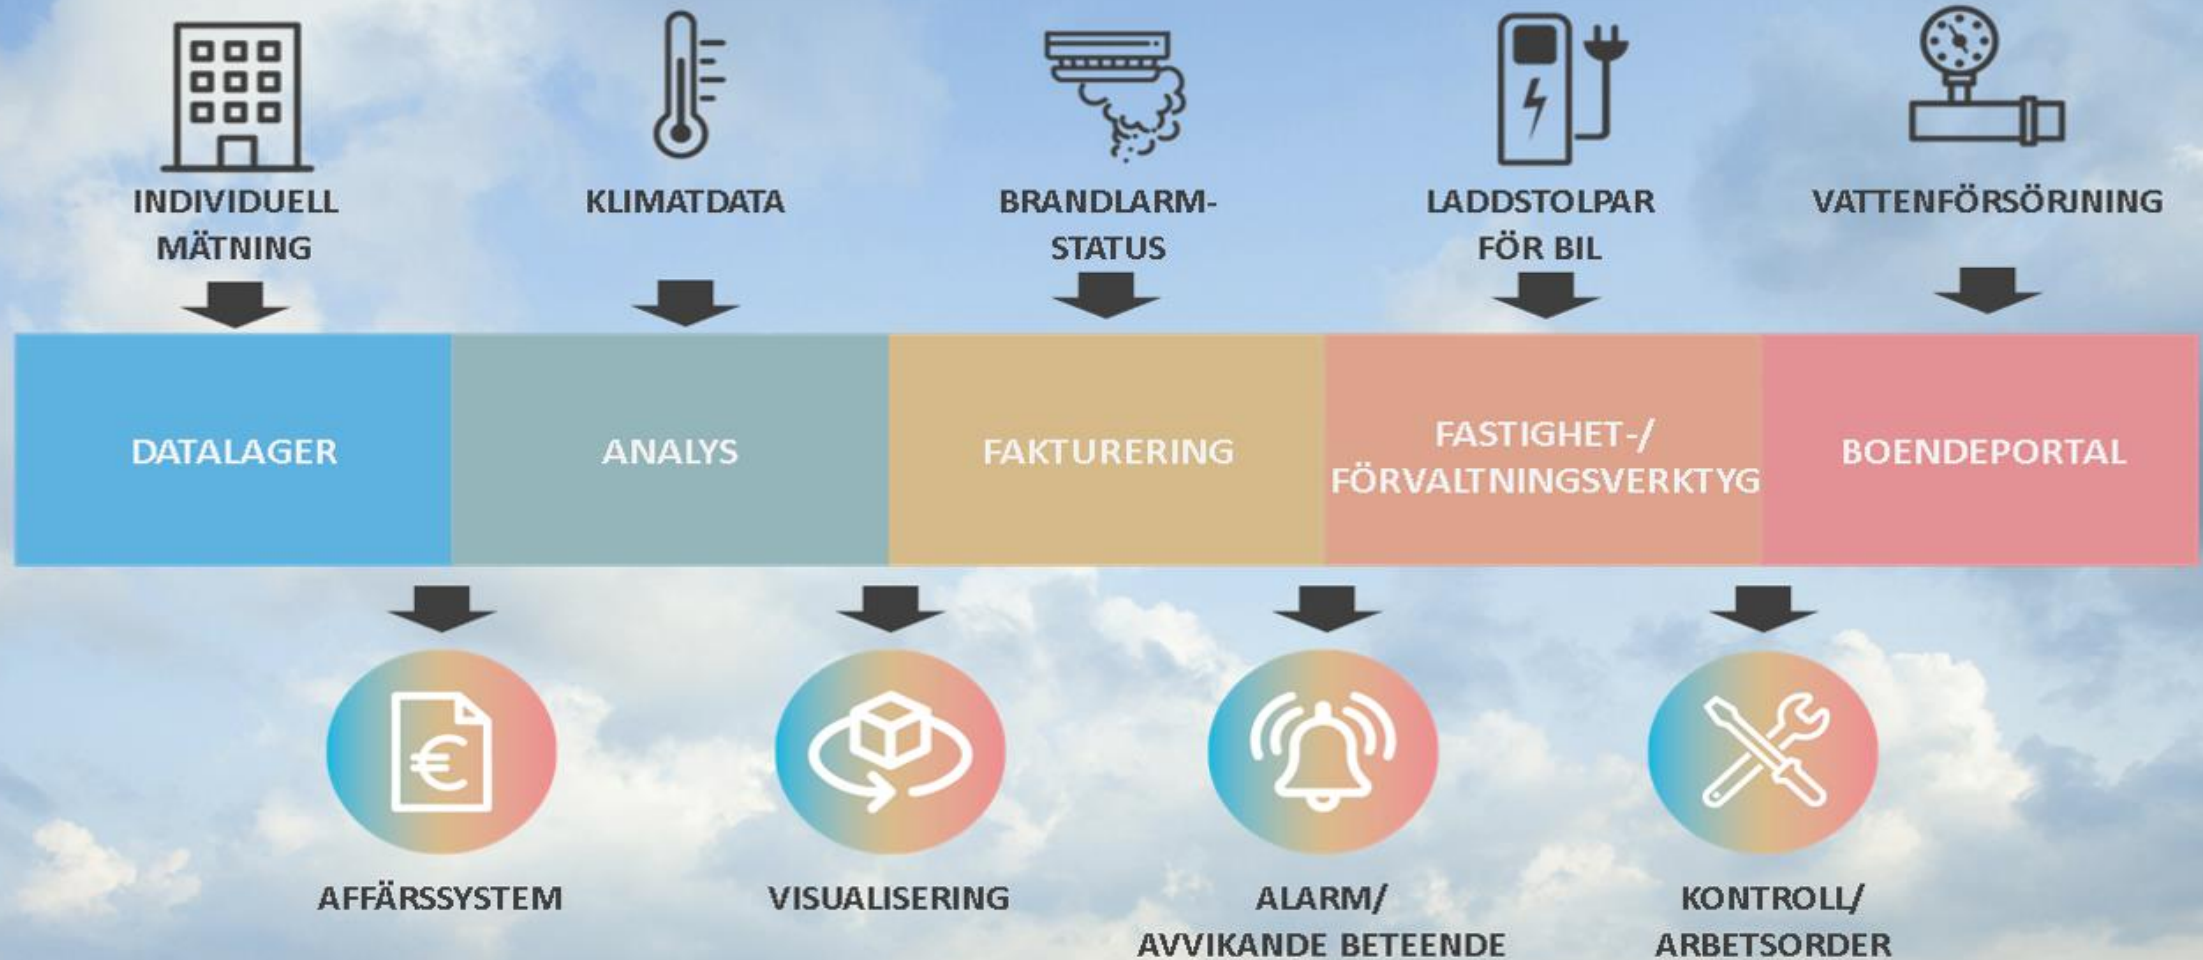 INDIVIDUELL
MÄTNING
KLIMATDATA
BRANDLARM-
STATUS
LADDSTOLPAR
FÖR BIL
VATTENFÖRSÖRJNING
DATALAGER
ANALYS
FAKTURERING
FASTIGHET-/
FÖRVALTNINGSVERKTYG
BOENDEPORTAL
€
AFFÄRSSYSTEM
VISUALISERING
ALARM/
AVVIKANDE BETEENDE
KONTROLL/
ARBETSORDER